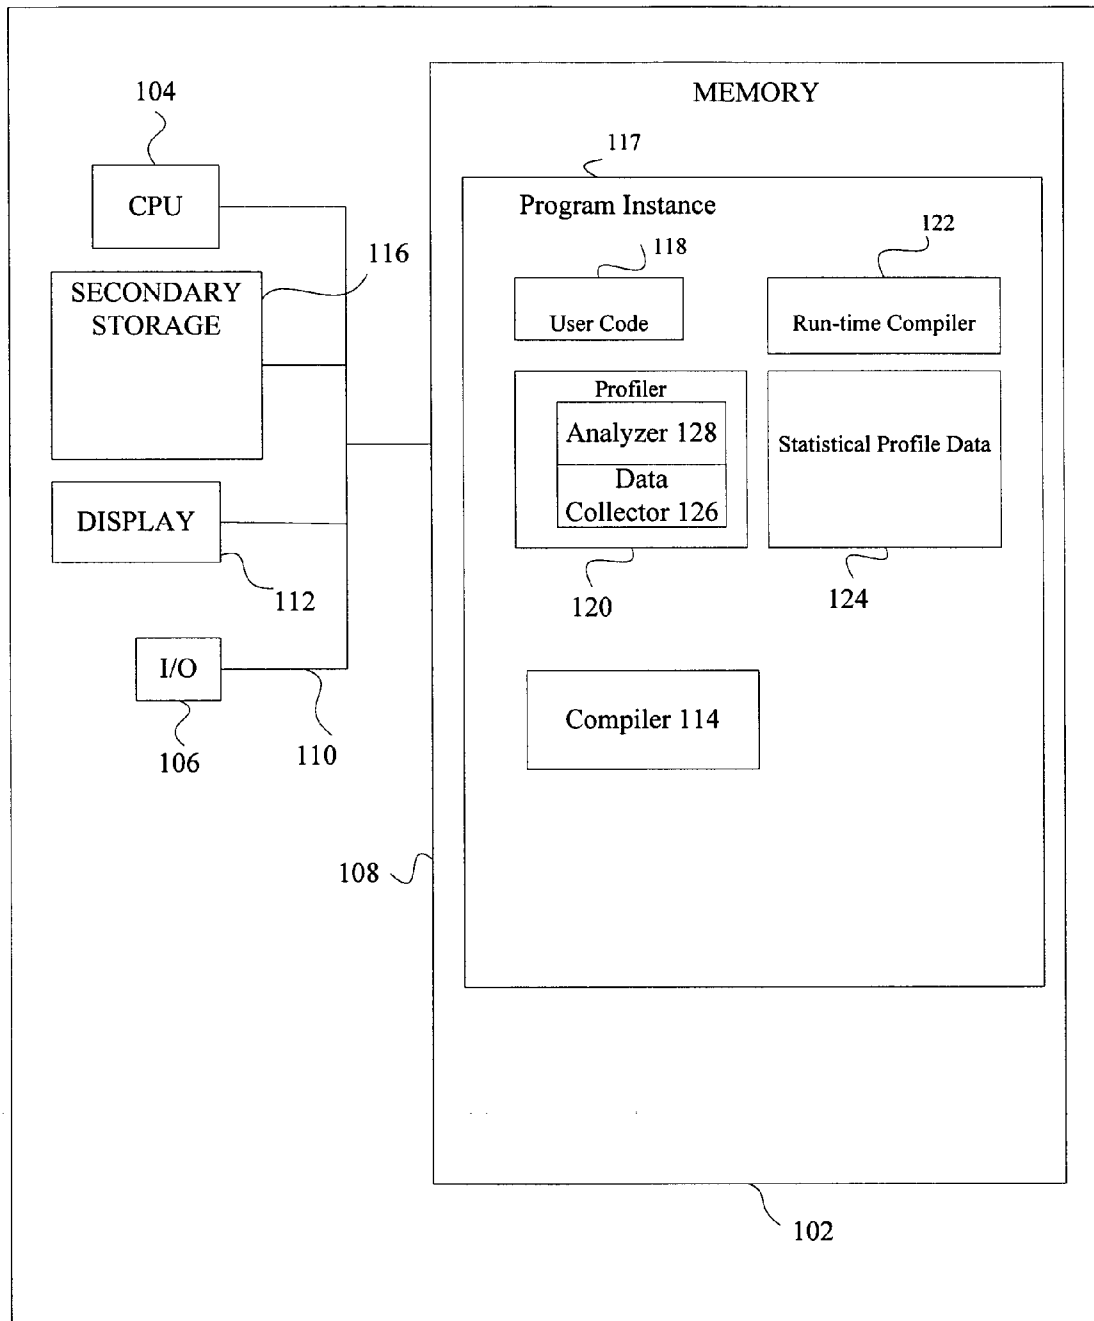 104
CPU
116
SECONDARY
STORAGE
DISPLAY
112
I/O
106
110
MEMORY
117
Program Instance
118
122
User Code
Run-time Compiler
Profiler
Analyzer 128
Data
Collector 126
Statistical Profile Data
120
124
Compiler 114
108
102